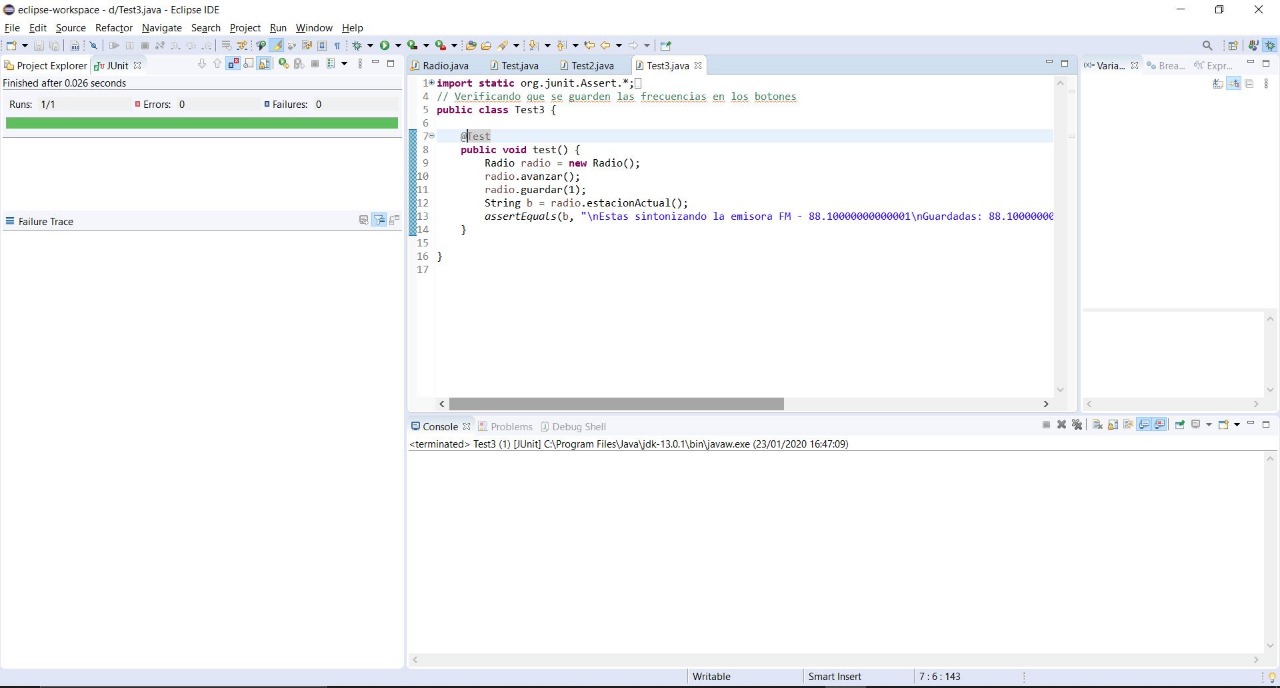 eclipse-workspace - d/Test3.java - Eclipse IDE
File Edit Source Refactor Navigate Search Project Run Window Help
Project Explorer JUnit
Finished after 0.026 seconds
Runs: 1/1 Errors: 0 Failures: 0
Failure Trace
Radio.java Test.java Test2.java Test3.java
1 import static org.junit.Assert.*;
4 // Verificando que se guarden las frecuencias en los botones
5 public class Test3 {
6
7 @Test
8 public void test() {
9 Radio radio = new Radio();
10 radio.avanzar();
11 radio.guardar(1);
12 String b = radio.estacionActual();
13 assertEquals(b, "\nEstas sintonizando la emisora FM - 88.10000000000001\nGuardadas: 88.10000000
14 }
15
16 }
17
Varia... Brea... Expr...
Console Problems Debug Shell
<terminated> Test3 (1) [JUnit] C:\Program Files\Java\jdk-13.0.1\bin\javaw.exe (23/01/2020 16:47:09)
Writable Smart Insert 7 : 6 : 143